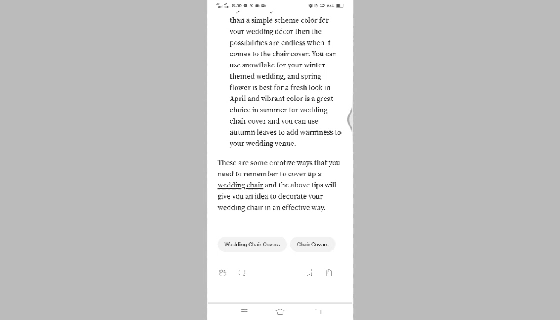 than a simple scheme color for
your wedding decor then the
possibilities are endless when it
comes to the chair cover. You can
use snowflake for your winter
themed wedding, and spring
flower is best for a fresh look in
April and vibrant color is a great
choice in summer for wedding
chair cover and you can use
autumn leaves to add warmness to
your wedding venue.
These are some creative ways that you
need to remember to cover up a
wedding chair and the above tips will
give you an idea to decorate your
wedding chair in an effective way.
Wedding Chair Covers
Chair Cover